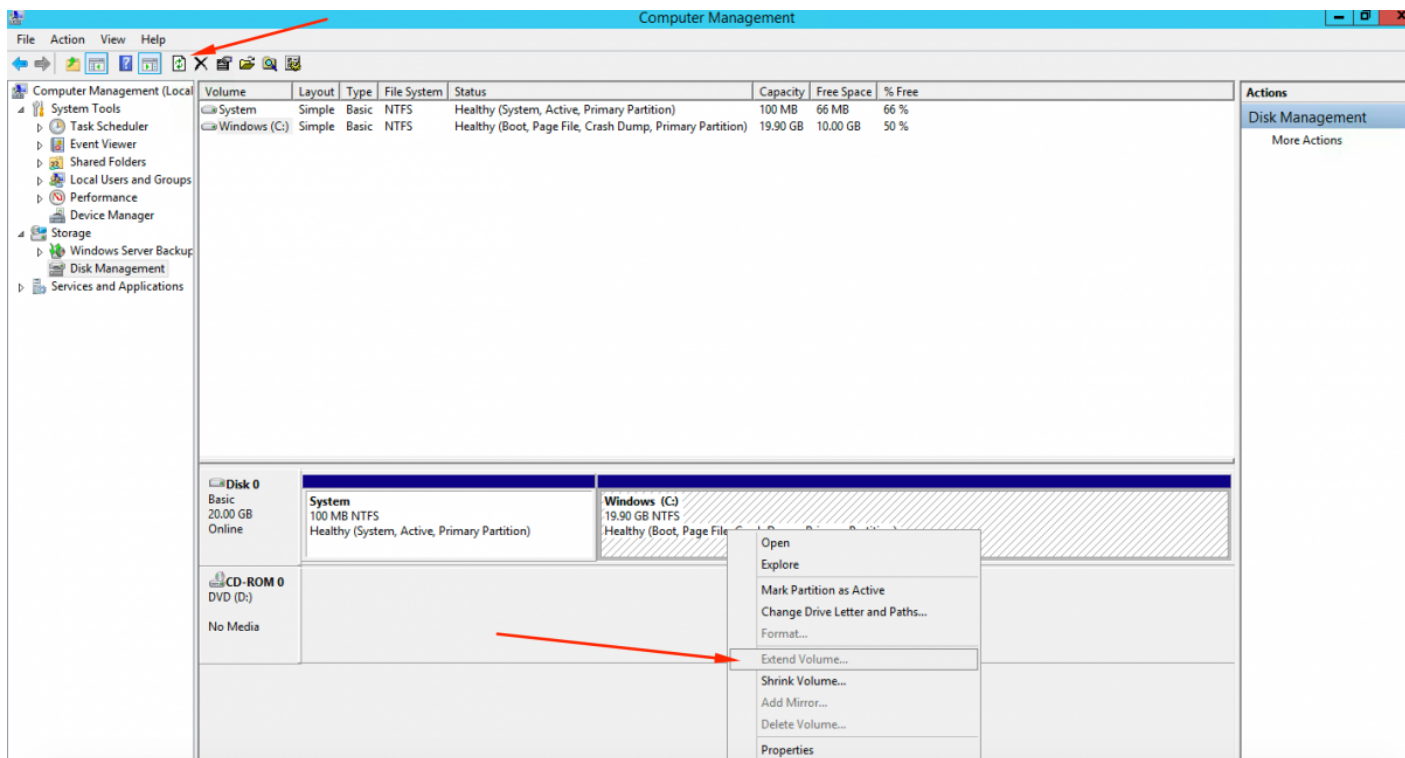 Computer Management
File Action View Help
Computer Management (Local
System Tools
Task Scheduler
Event Viewer
Shared Folders
Local Users and Groups
Performance
Device Manager
Storage
Windows Server Backup
Disk Management
Services and Applications
Volume Layout Type File System Status Capacity Free Space % Free
System Simple Basic NTFS Healthy (System, Active, Primary Partition) 100 MB 66 MB 66 %
Windows (C:) Simple Basic NTFS Healthy (Boot, Page File, Crash Dump, Primary Partition) 19.90 GB 10.00 GB 50 %
Actions
Disk Management
More Actions
Disk 0
Basic
20.00 GB
Online
System
100 MB NTFS
Healthy (System, Active, Primary Partition)
Windows (C:)
19.90 GB NTFS
Healthy (Boot, Page File,
CD-ROM 0
DVD (D:)
No Media
Open
Explore
Mark Partition as Active
Change Drive Letter and Paths...
Format...
Extend Volume...
Shrink Volume...
Add Mirror...
Delete Volume...
Properties